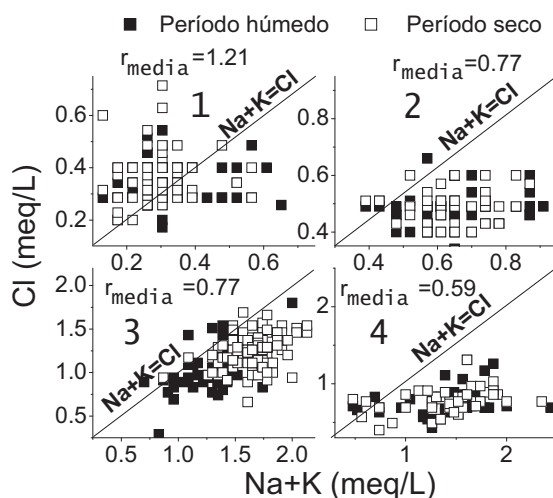 ■ Período húmedo □ Período seco
r_media=1.21
r_media=0.77
1
2
Na+K=Cl
Na+K=Cl
0.6
0.4
0.2
0.8
0.6
0.4
0.2 0.4 0.6
0.4 0.6 0.8
Cl (meq/L)
r_media=0.77
r_media=0.59
3
4
Na+K=Cl
Na+K=Cl
2.0
1.5
1.0
0.5
2
1
0.5 1.0 1.5 2.0
1 2
Na+K (meq/L)